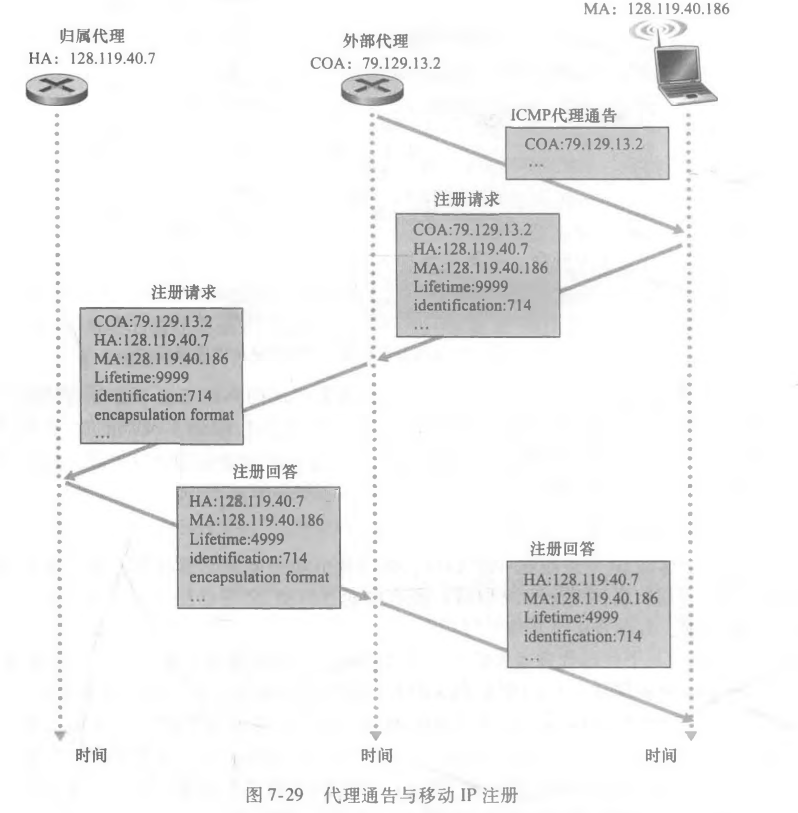 MA: 128.119.40.186
归属代理
HA: 128.119.40.7
外部代理
COA: 79.129.13.2
ICMP代理通告
COA:79.129.13.2
…
注册请求
COA:79.129.13.2
HA:128.119.40.7
MA:128.119.40.186
Lifetime:9999
identification:714
…
注册请求
COA:79.129.13.2
HA:128.119.40.7
MA:128.119.40.186
Lifetime:9999
identification:714
encapsulation format
…
注册回答
HA:128.119.40.7
MA:128.119.40.186
Lifetime:4999
identification:714
encapsulation format
…
注册回答
HA:128.119.40.7
MA:128.119.40.186
Lifetime:4999
identification:714
…
时间
时间
时间
图 7-29 代理通告与移动 IP 注册